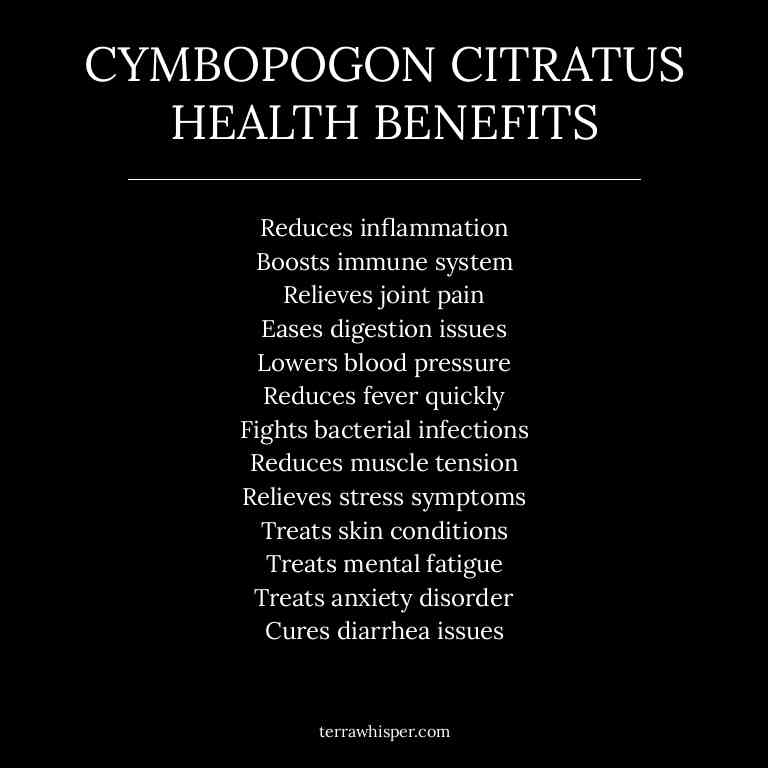 CYMBOPOGON CITRATUS
HEALTH BENEFITS
Reduces inflammation
Boosts immune system
Relieves joint pain
Eases digestion issues
Lowers blood pressure
Reduces fever quickly
Fights bacterial infections
Reduces muscle tension
Relieves stress symptoms
Treats skin conditions
Treats mental fatigue
Treats anxiety disorder
Cures diarrhea issues
terrawhisper.com